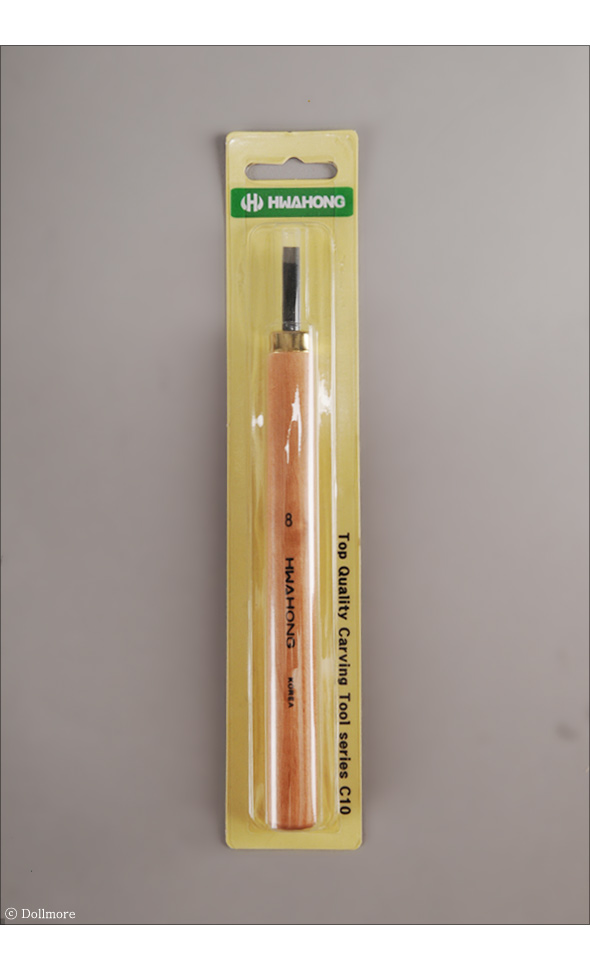 HWAHONG
8 HWAHONG KOREA
Top Quality Carving Tool series C10
© Dollmore